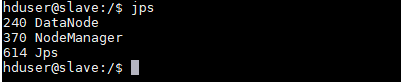 hduser@slave:/$ jps
240 DataNode
370 NodeManager
614 Jps
hduser@slave:/$